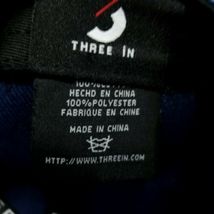 THREE IN
HECHO EN CHINA
100%POLYESTER
FABRIQUE EN CHINE
MADE IN CHINA
HTTP://WWW.THREEIN.COM